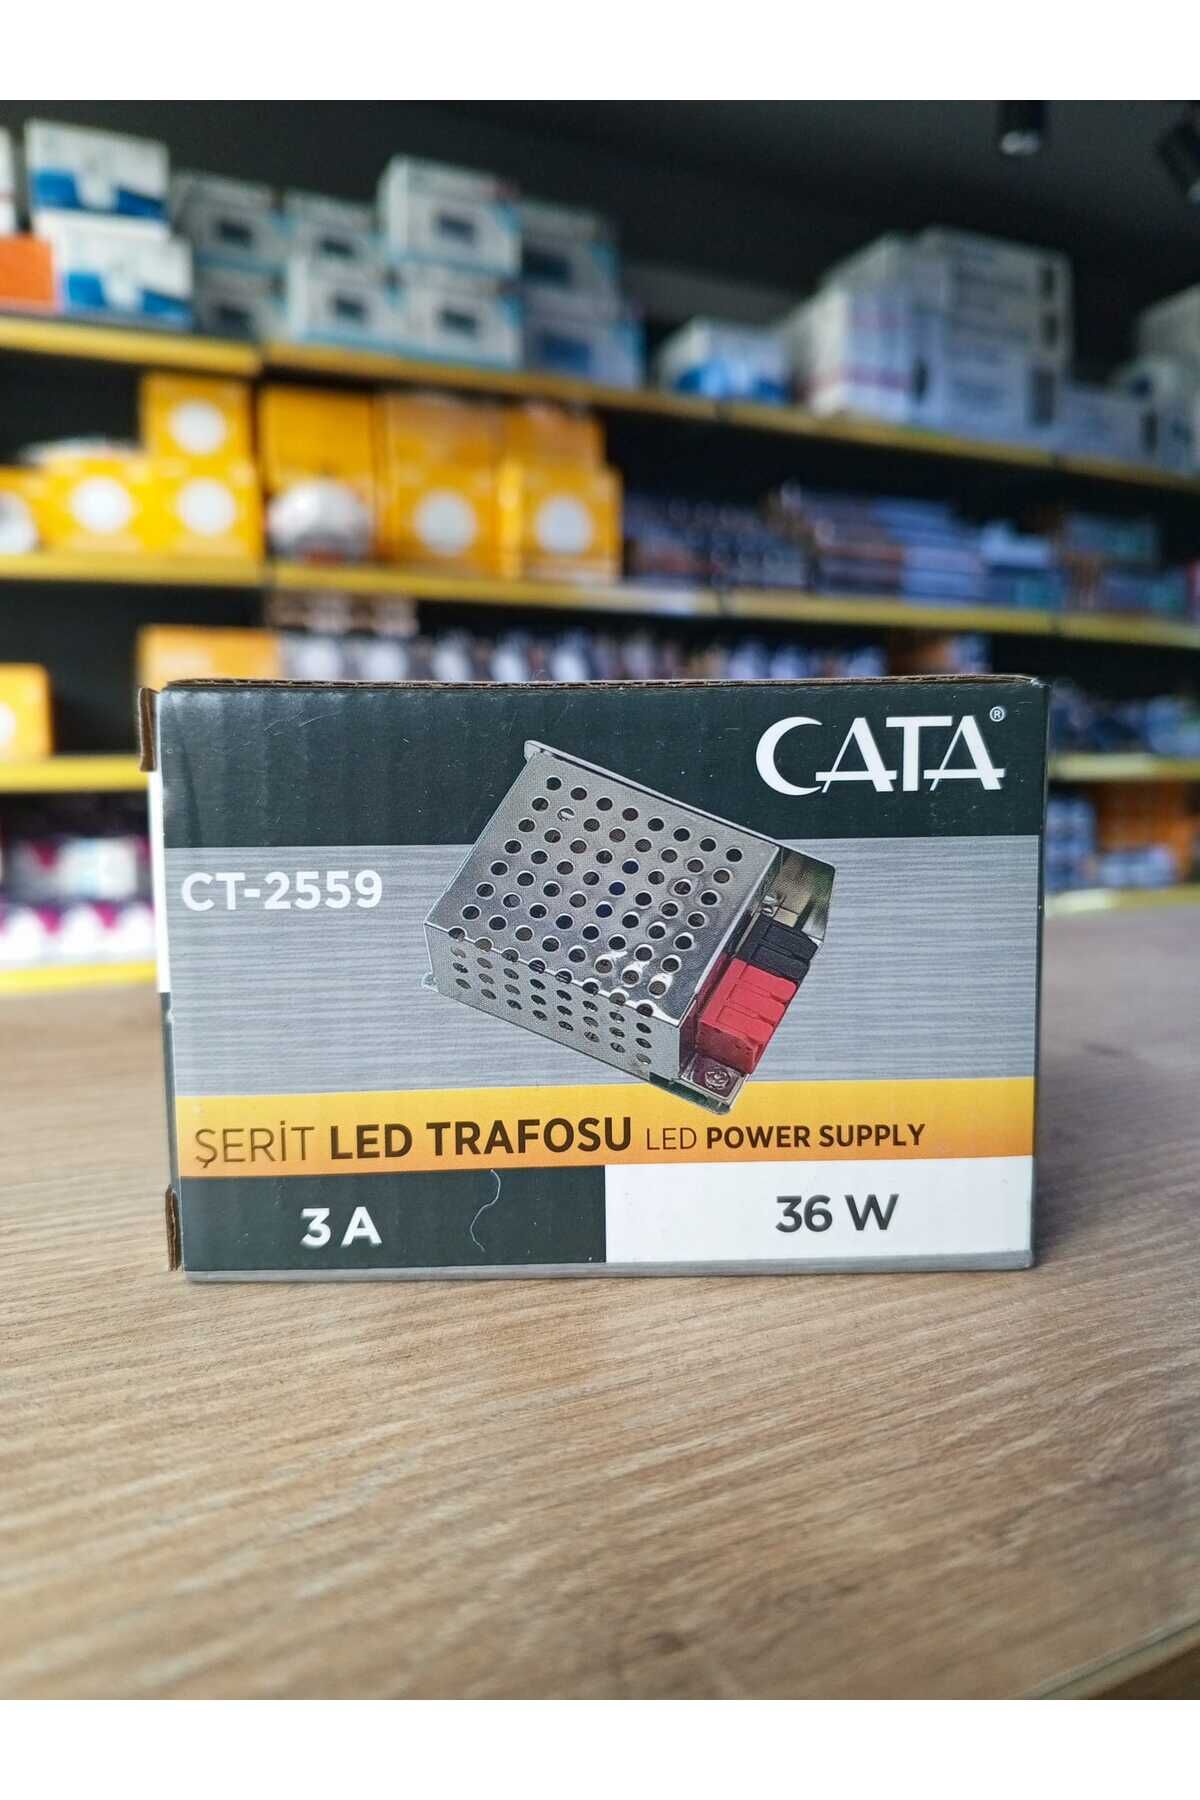 CATA®
CT-2559
ŞERİT LED TRAFOSU LED POWER SUPPLY
3 A
36 W